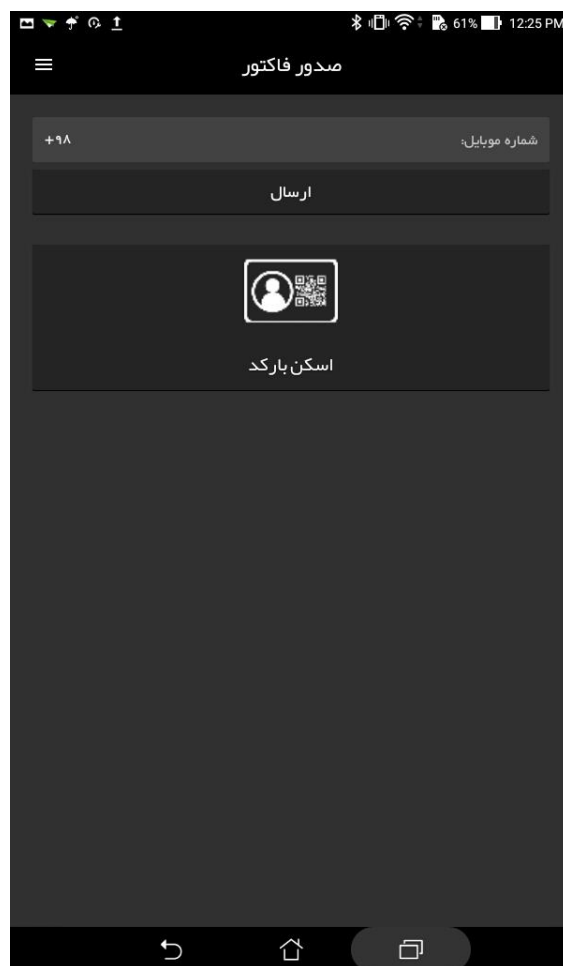 61% 12:25 PM
صدور فاکتور
شماره موبایل:
+۹۸
ارسال
اسکن بارکد